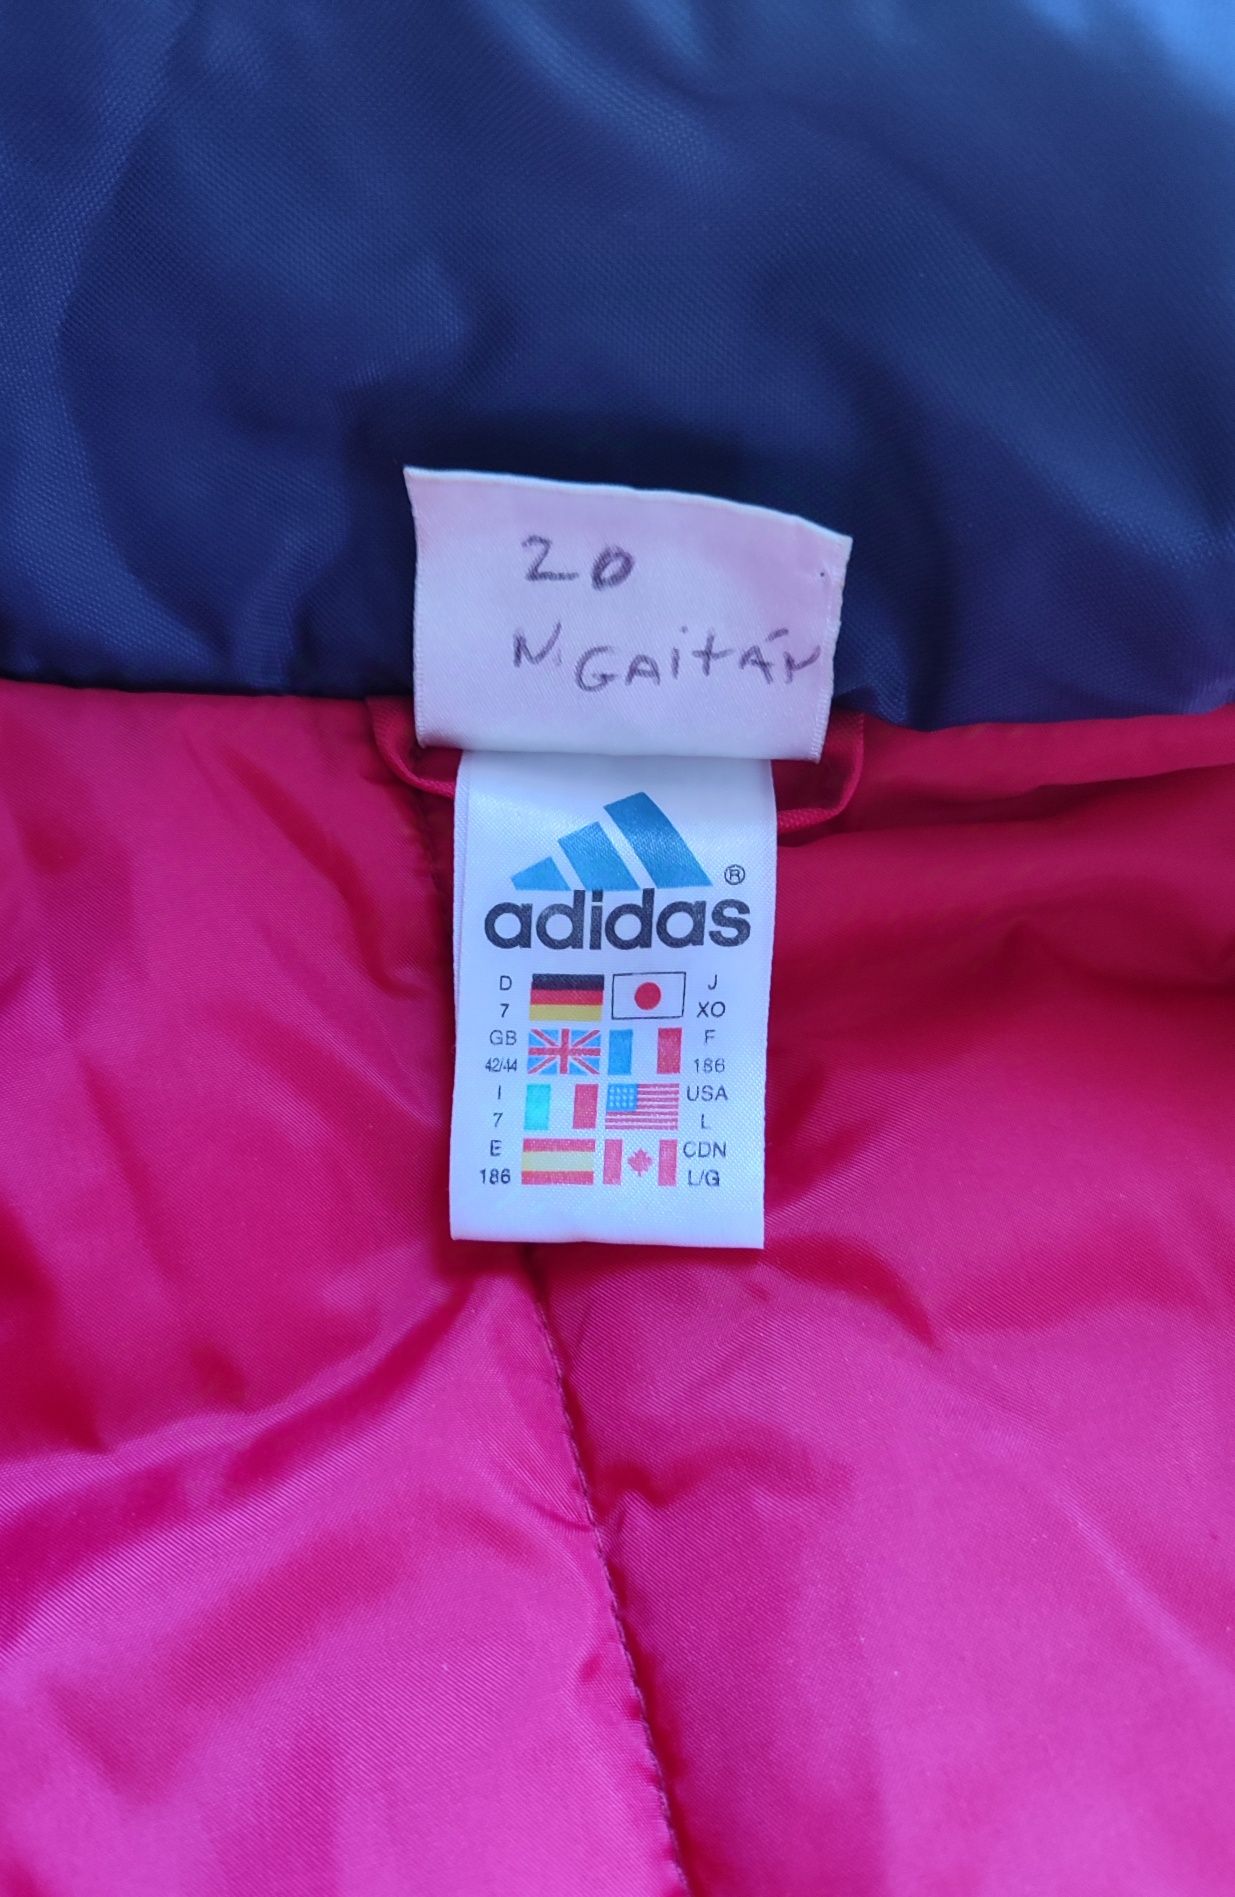 20
N. GAitÁN
adidas®
D J
7 XO
GB F
42/44 186
I USA
7 L
E CDN
186 L/G